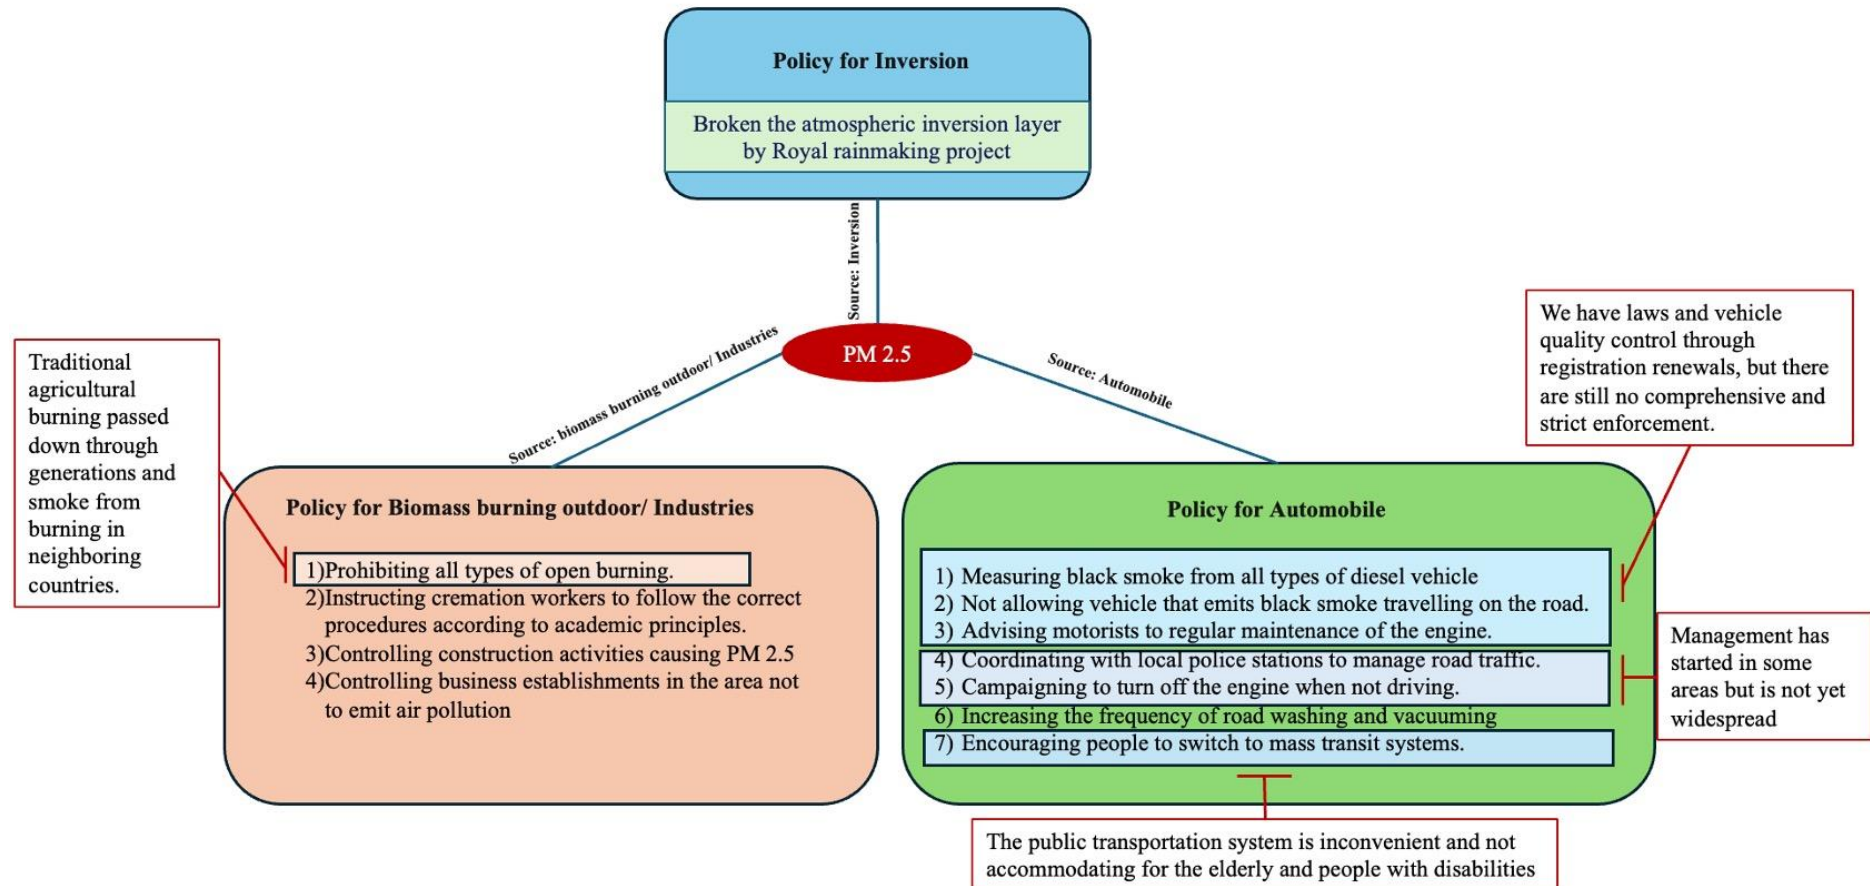 Policy for Inversion
Broken the atmospheric inversion layer
by Royal rainmaking project
Source: Inversion
PM 2.5
Source: biomass burning outdoor/ Industries
Source: Automobile
Traditional
agricultural
burning passed
down through
generations and
smoke from
burning in
neighboring
countries.
Policy for Biomass burning outdoor/ Industries
1)Prohibiting all types of open burning.
2)Instructing cremation workers to follow the correct
procedures according to academic principles.
3)Controlling construction activities causing PM 2.5
4)Controlling business establishments in the area not
to emit air pollution
We have laws and vehicle
quality control through
registration renewals, but there
are still no comprehensive and
strict enforcement.
Policy for Automobile
1) Measuring black smoke from all types of diesel vehicle
2) Not allowing vehicle that emits black smoke travelling on the road.
3) Advising motorists to regular maintenance of the engine.
4) Coordinating with local police stations to manage road traffic.
5) Campaigning to turn off the engine when not driving.
6) Increasing the frequency of road washing and vacuuming
7) Encouraging people to switch to mass transit systems.
Management has
started in some
areas but is not yet
widespread
The public transportation system is inconvenient and not
accommodating for the elderly and people with disabilities